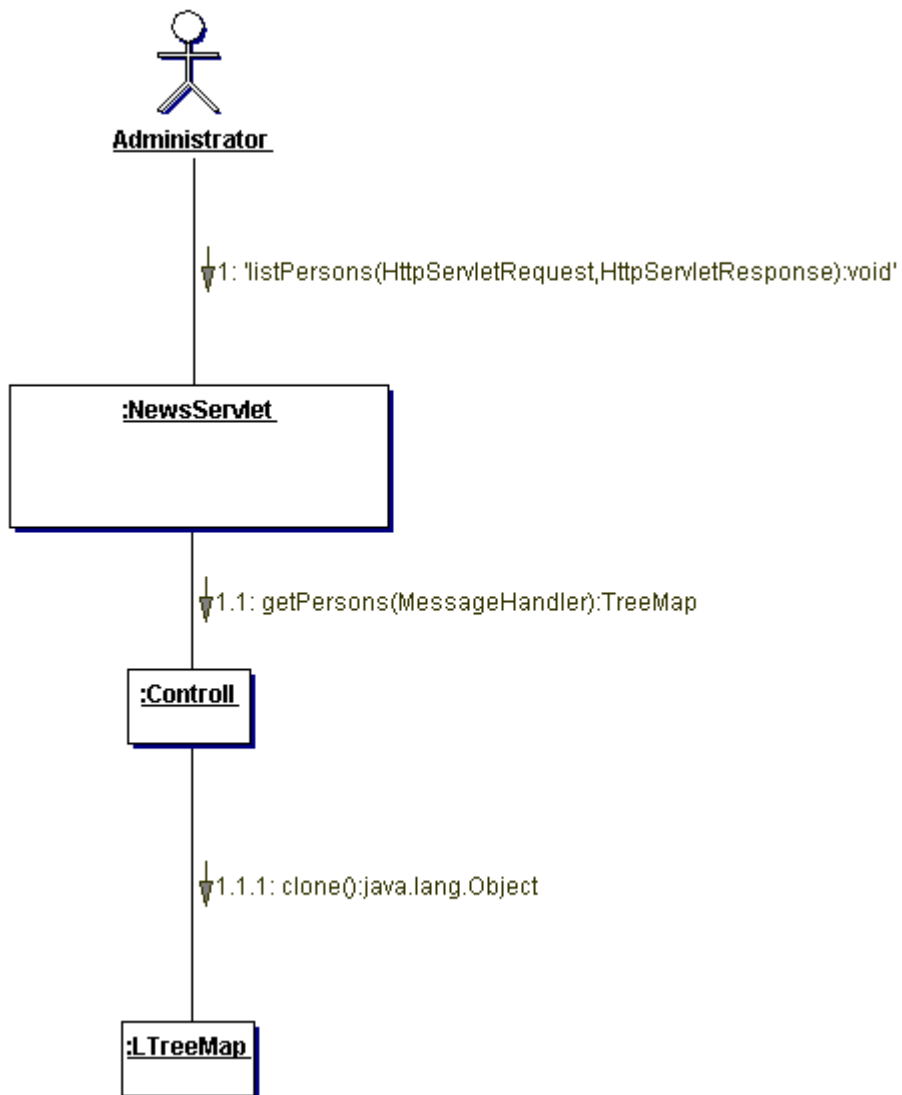 Administrator
1: 'listPersons(HttpServletRequest,HttpServletResponse):void'
:NewsServlet
1.1: getPersons(MessageHandler):TreeMap
:Controll
1.1.1: clone():java.lang.Object
:LTreeMap